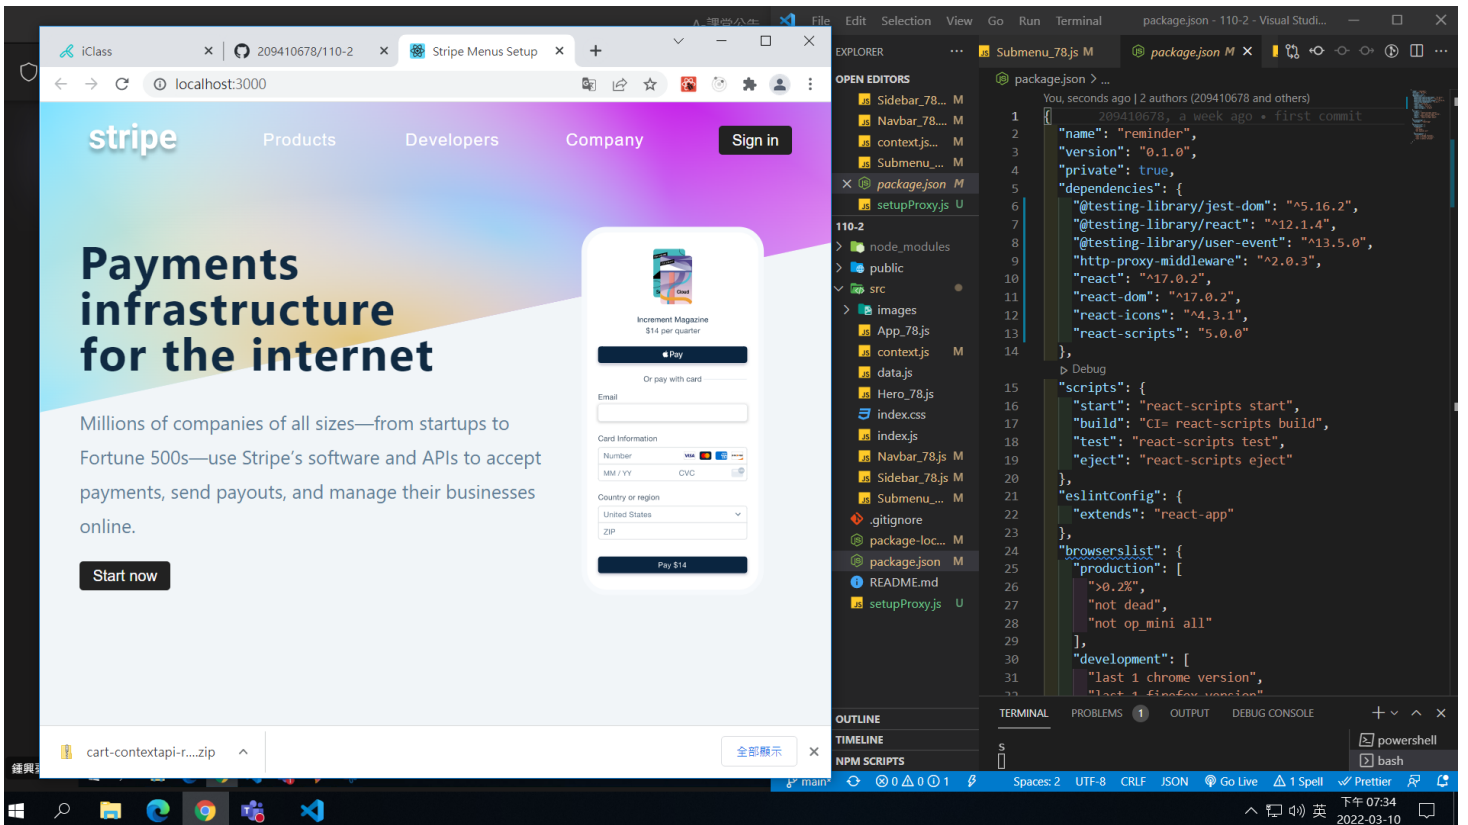 A-課堂公告
File Edit Selection View Go Run Terminal package.json - 110-2 - Visual Studi...
iClass
209410678/110-2
Stripe Menus Setup
localhost:3000
stripe
Products
Developers
Company
Sign in
Payments
infrastructure
for the internet
Millions of companies of all sizes—from startups to
Fortune 500s—use Stripe's software and APIs to accept
payments, send payouts, and manage their businesses
online.
Start now
Increment Magazine
$14 per quarter
Pay
Or pay with card
Email
Card Information
Number
VISA
MM / YY
CVC
Country or region
United States
ZIP
Pay $14
cart-contextapi-r....zip
全部顯示
EXPLORER
OPEN EDITORS
Sidebar_78... M
Navbar_78.... M
context.js... M
Submenu_... M
package.json M
setupProxy.js U
110-2
node_modules
public
src
images
App_78.js
context.js M
data.js
Hero_78.js
index.css
index.js
Navbar_78.js M
Sidebar_78.js M
Submenu_... M
.gitignore
package-loc... M
package.json M
README.md
setupProxy.js U
OUTLINE
TIMELINE
NPM SCRIPTS
Submenu_78.js M
package.json M
package.json > ...
You, seconds ago | 2 authors (209410678 and others)
1 { 209410678, a week ago • first commit
2 "name": "reminder",
3 "version": "0.1.0",
4 "private": true,
5 "dependencies": {
6 "@testing-library/jest-dom": "^5.16.2",
7 "@testing-library/react": "^12.1.4",
8 "@testing-library/user-event": "^13.5.0",
9 "http-proxy-middleware": "^2.0.3",
10 "react": "^17.0.2",
11 "react-dom": "^17.0.2",
12 "react-icons": "^4.3.1",
13 "react-scripts": "5.0.0"
14 },
Debug
15 "scripts": {
16 "start": "react-scripts start",
17 "build": "CI= react-scripts build",
18 "test": "react-scripts test",
19 "eject": "react-scripts eject"
20 },
21 "eslintConfig": {
22 "extends": "react-app"
23 },
24 "browserslist": {
25 "production": [
26 ">0.2%",
27 "not dead",
28 "not op_mini all"
29 ],
30 "development": [
31 "last 1 chrome version",
32 "last 1 firefox version"
TERMINAL PROBLEMS 1 OUTPUT DEBUG CONSOLE
s
powershell
bash
main* 0 0 1 Spaces: 2 UTF-8 CRLF JSON Go Live 1 Spell Prettier
英
下午 07:34
2022-03-10